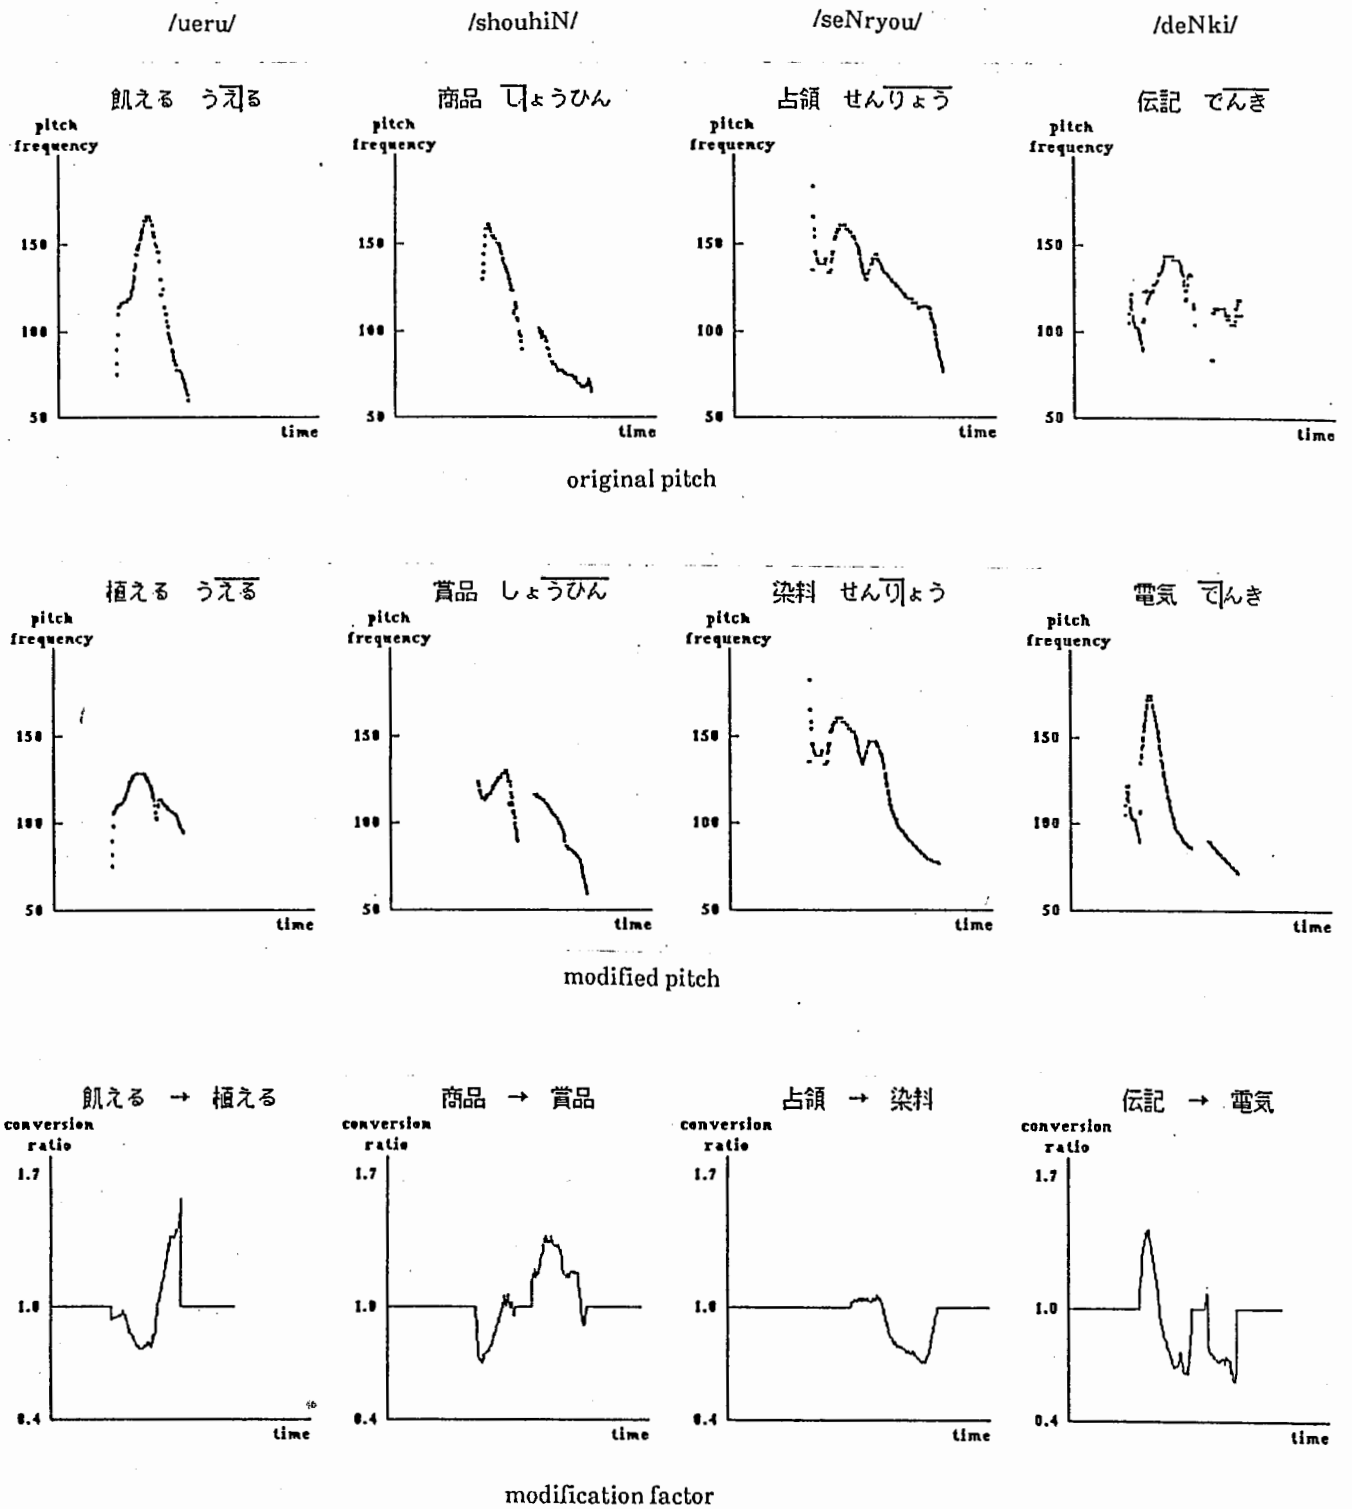 /ueru/ /shouhiN/ /seNryou/ /deNki/
飢える うえる 商品 しょうひん 占領 せんりょう 伝記 でんき
pitch frequency pitch frequency pitch frequency pitch frequency
150 150 150 150
100 100 100 100
50 50 50 50
time time time time
original pitch
植える うえる 賞品 しょうひん 染料 せんりょう 電気 でんき
pitch frequency pitch frequency pitch frequency pitch frequency
150 150 150 150
100 100 100 100
50 50 50 50
time time time time
modified pitch
飢える → 植える 商品 → 賞品 占領 → 染料 伝記 → 電気
conversion ratio conversion ratio conversion ratio conversion ratio
1.7 1.7 1.7 1.7
1.0 1.0 1.0 1.0
0.4 0.4 0.4 0.4
time time time time
modification factor